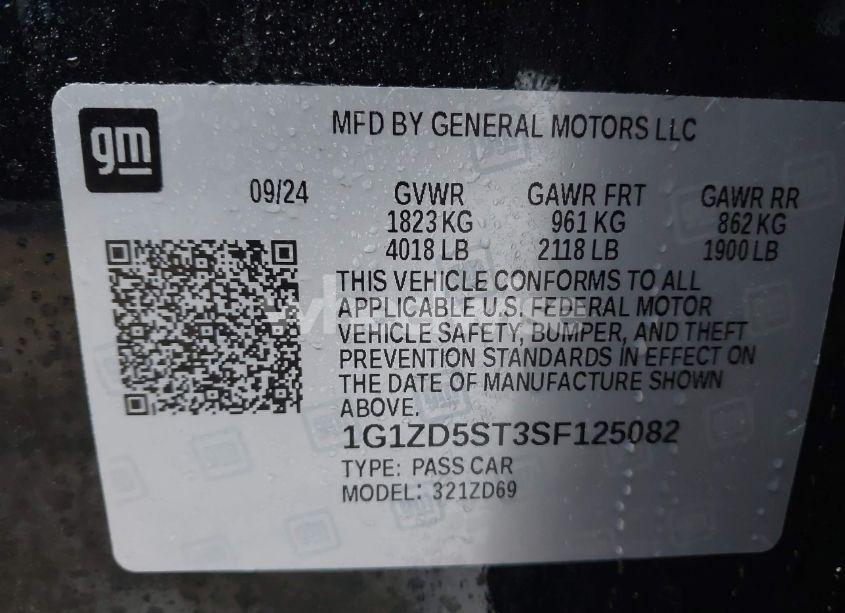 gm
MFD BY GENERAL MOTORS LLC
09/24 GVWR GAWR FRT GAWR RR
1823 KG 961 KG 862 KG
4018 LB 2118 LB 1900 LB
THIS VEHICLE CONFORMS TO ALL
APPLICABLE U.S. FEDERAL MOTOR
VEHICLE SAFETY, BUMPER, AND THEFT
PREVENTION STANDARDS IN EFFECT ON
THE DATE OF MANUFACTURE SHOWN
ABOVE.
1G1ZD5ST3SF125082
TYPE: PASS CAR
MODEL: 321ZD69